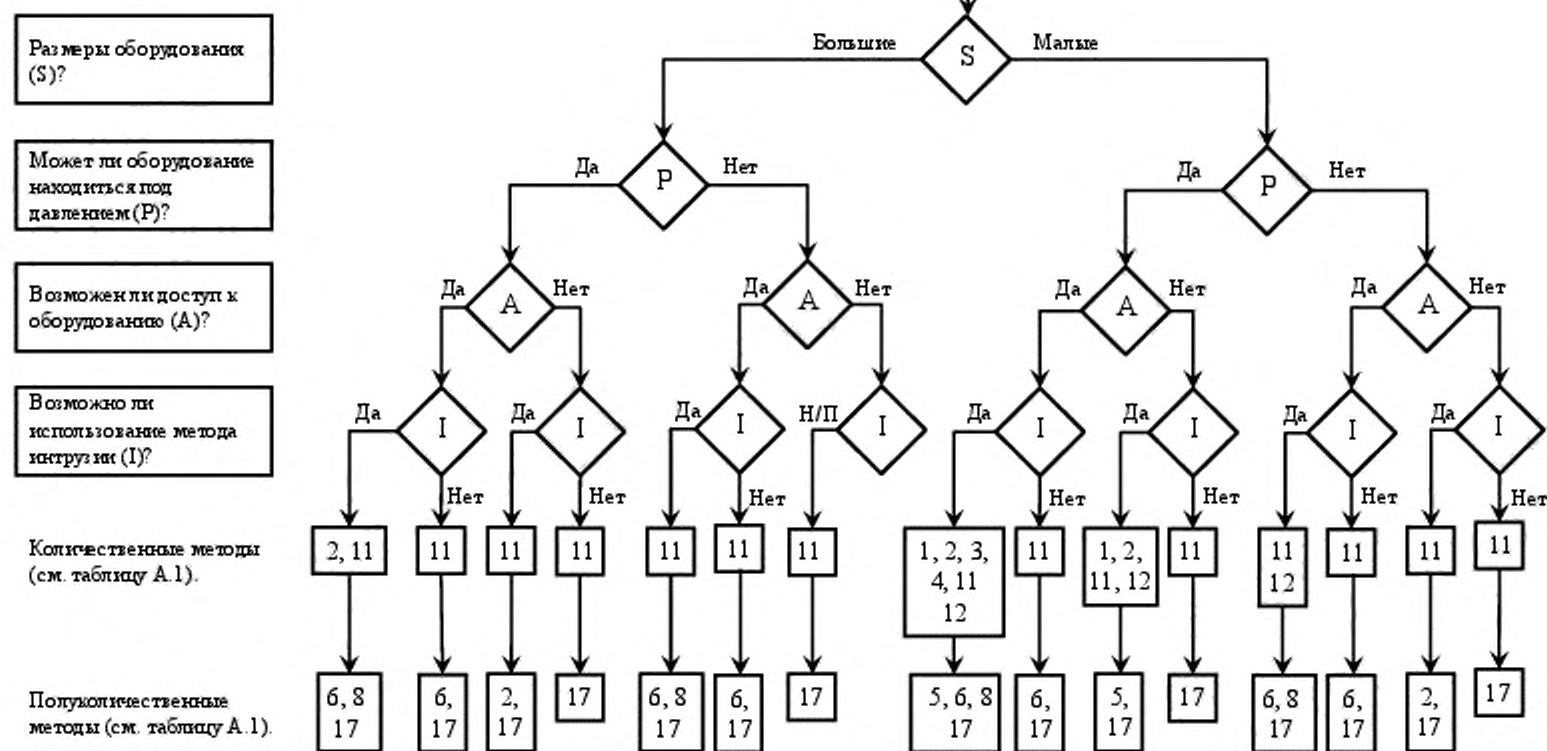 Размеры оборудования
(S)?
Большие
S
Малые
Может ли оборудование
находиться под
давлением (P)?
Да
P
Нет
Да
P
Нет
Возможен ли доступ к
оборудованию (A)?
Да
A
Нет
Да
A
Нет
Да
A
Нет
Да
A
Нет
Возможно ли
использование метода
интрузии (I)?
Да
I
Нет
Да
I
Нет
Да
I
Нет
Н/П
I
Да
I
Нет
Да
I
Нет
Да
I
Нет
Да
I
Нет
Количественные методы
(см. таблицу А.1).
2, 11
11
11
11
11
11
11
1, 2, 3,
4, 11
12
11
1, 2,
11, 12
11
11
12
11
11
11
Полуколичественные
методы (см. таблицу А.1).
6, 8
17
6,
17
2,
17
17
6, 8
17
6,
17
17
5, 6, 8
17
6,
17
5,
17
17
6, 8
17
6,
17
2,
17
17